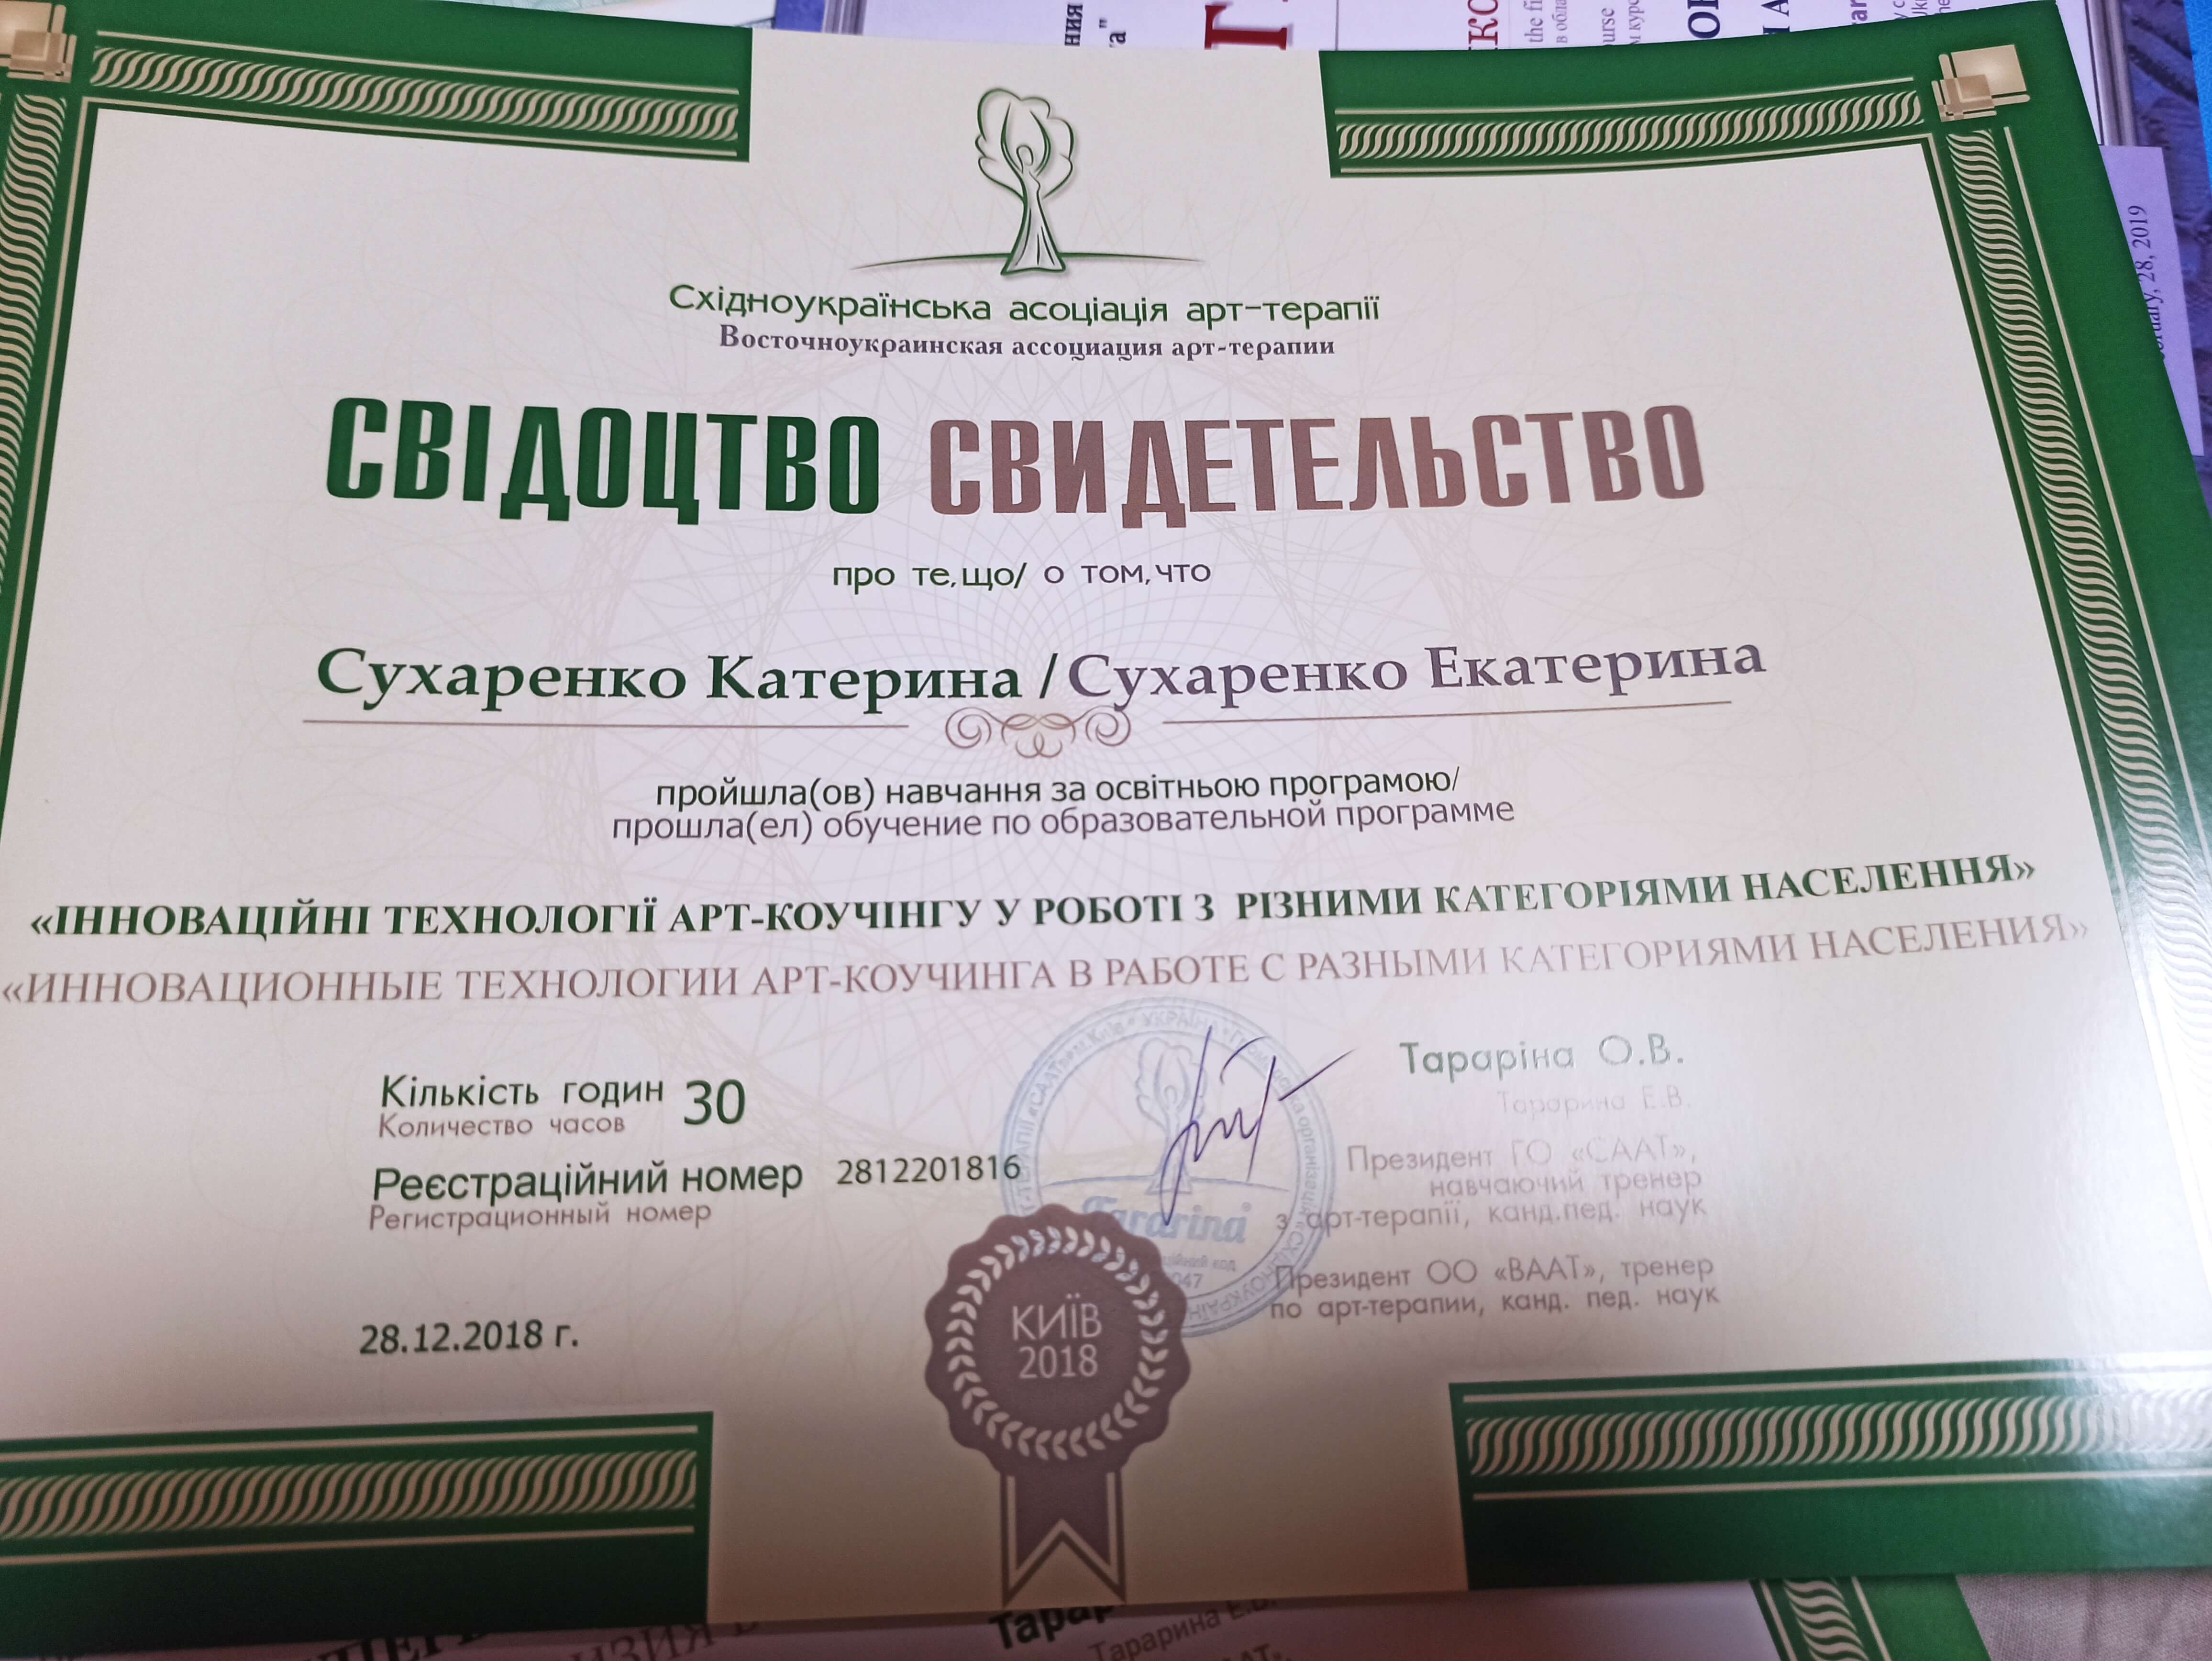 Східноукраїнська асоціація арт-терапії
Восточноукраинская ассоциация арт-терапии
СВІДОЦТВО СВИДЕТЕЛЬСТВО
про те, що/ о том, что
Сухаренко Катерина / Сухаренко Екатерина
пройшла(ов) навчання за освітньою програмою/
прошла(ел) обучение по образовательной программе
«ІННОВАЦІЙНІ ТЕХНОЛОГІЇ АРТ-КОУЧІНГУ У РОБОТІ З РІЗНИМИ КАТЕГОРІЯМИ НАСЕЛЕННЯ»
«ИННОВАЦИОННЫЕ ТЕХНОЛОГИИ АРТ-КОУЧИНГА В РАБОТЕ С РАЗНЫМИ КАТЕГОРИЯМИ НАСЕЛЕНИЯ»
Кількість годин 30
Количество часов
Реєстраційний номер 2812201816
Регистрационный номер
28.12.2018 г.
Тараріна О.В.
Тарарина Е.В.
Президент ГО «СААТ»,
навчаючий тренер
з арт-терапії, канд.пед. наук
Президент ОО «ВААТ», тренер
по арт-терапии, канд. пед. наук
Tararina
КИЇВ
2018
28, 2019
Тарарина Е.В.